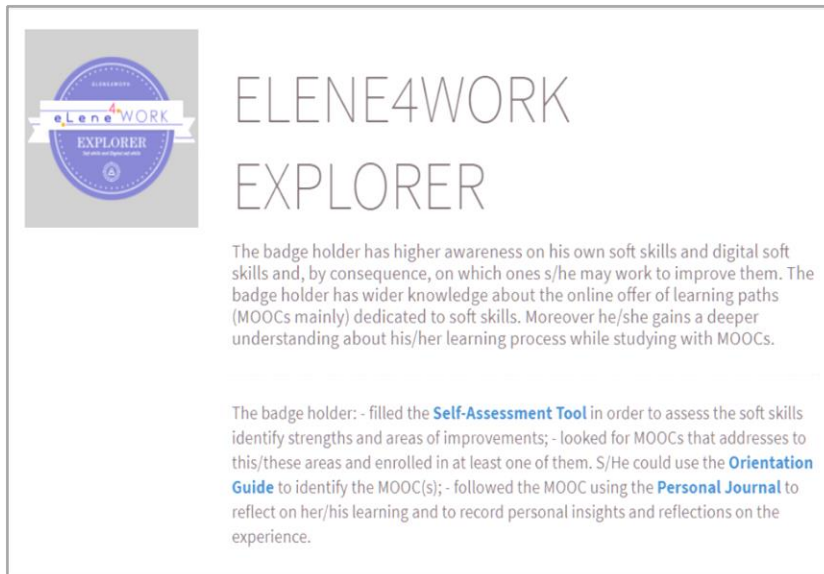 ELENE4WORK
eLene4WORK
EXPLORER
Soft skills and Digital soft skills
ELENE4WORK
EXPLORER
The badge holder has higher awareness on his own soft skills and digital soft
skills and, by consequence, on which ones s/he may work to improve them. The
badge holder has wider knowledge about the online offer of learning paths
(MOOCs mainly) dedicated to soft skills. Moreover he/she gains a deeper
understanding about his/her learning process while studying with MOOCs.
The badge holder: - filled the Self-Assessment Tool in order to assess the soft skills
identify strengths and areas of improvements; - looked for MOOCs that addresses to
this/these areas and enrolled in at least one of them. S/He could use the Orientation
Guide to identify the MOOC(s); - followed the MOOC using the Personal Journal to
reflect on her/his learning and to record personal insights and reflections on the
experience.